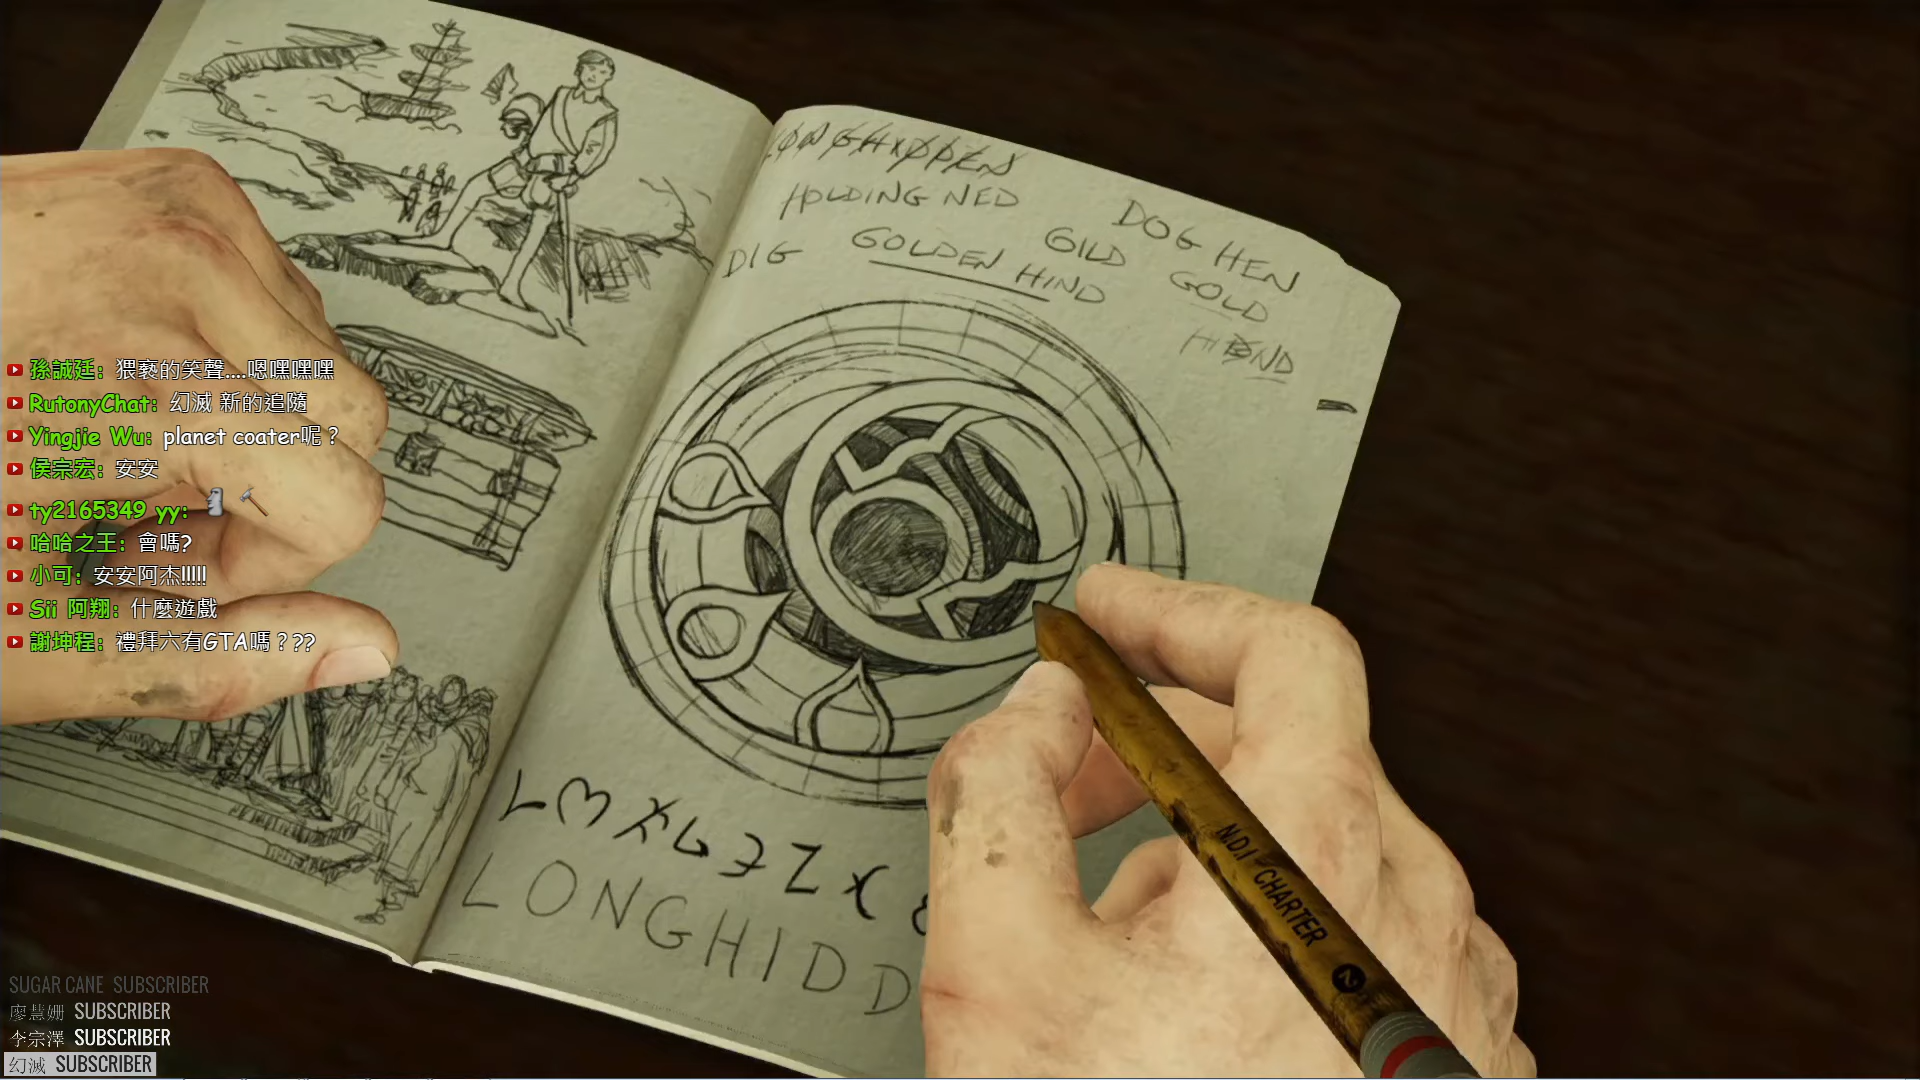 HOLDING NED
DOG HEN
DIG
GOLDEN HIND
GILD
GOLD
LONGHIDD
N.D.I - CHARTER
2
孫誠廷: 猥褻的笑聲....嗯嘿嘿嘿
RutonyChat: 幻滅 新的追隨
Yingjie Wu: planet coater呢？
侯宗宏: 安安
ty2165349 yy:
哈哈之王: 會嗎?
小可: 安安阿杰!!!!!
Sii 阿翔: 什麼遊戲
謝坤程: 禮拜六有GTA嗎？??
SUGAR CANE SUBSCRIBER
廖慧姍 SUBSCRIBER
李宗澤 SUBSCRIBER
幻滅 SUBSCRIBER